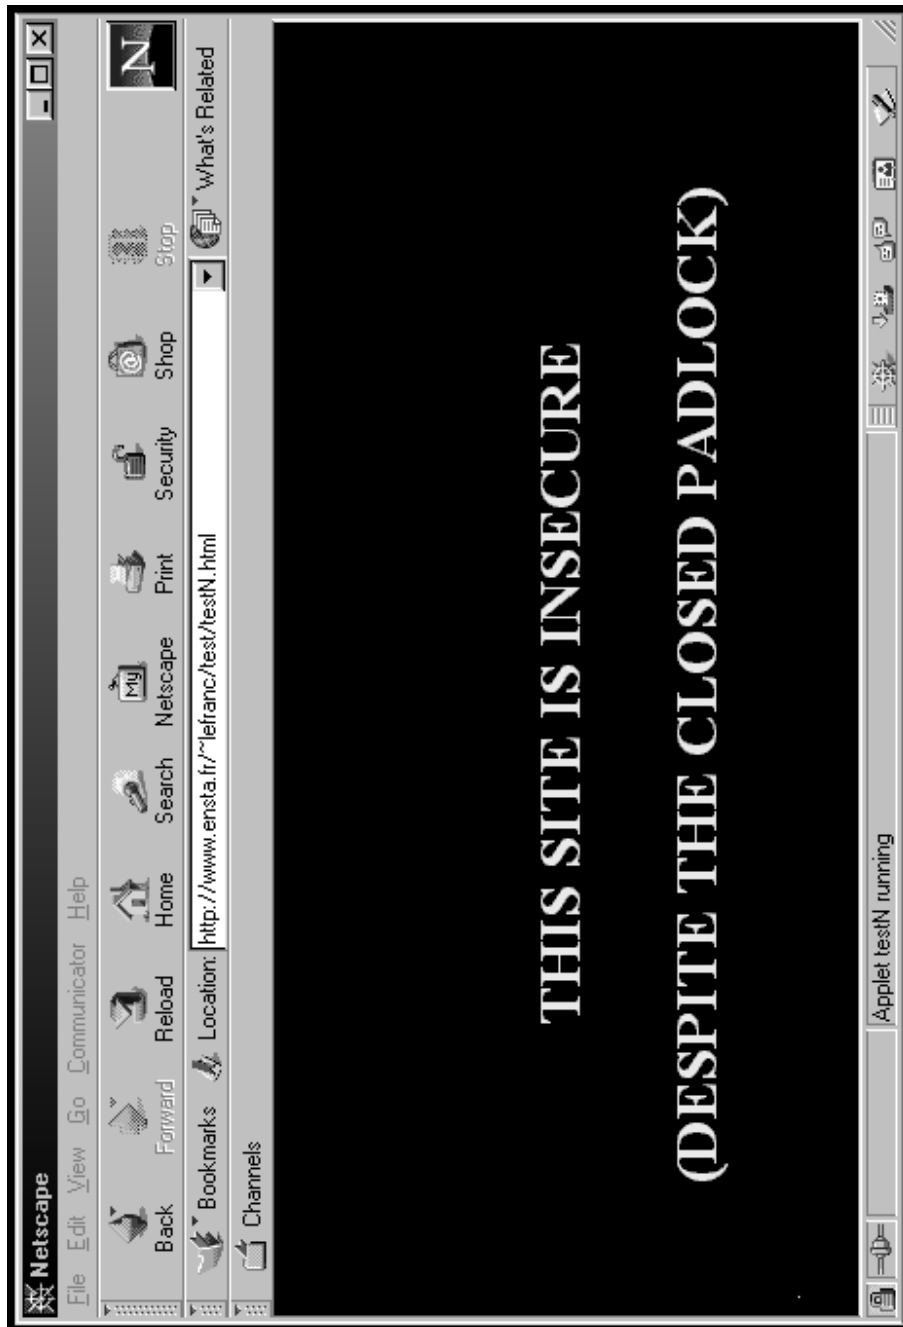 Netscape
File Edit View Go Communicator Help
N
My
Back Forward Reload Home Search Netscape Print Security Shop Stop
Bookmarks Location: http://www.ensta.fr/~lefranc/test/testN.html What's Related
Channels
THIS SITE IS INSECURE
(DESPITE THE CLOSED PADLOCK)
Applet testN running